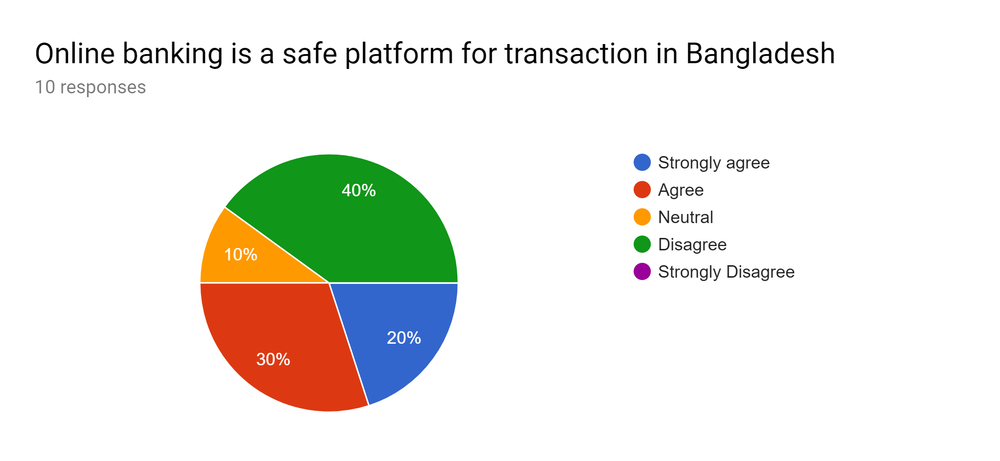 Online banking is a safe platform for transaction in Bangladesh
10 responses
40%
10%
20%
30%
Strongly agree
Agree
Neutral
Disagree
Strongly Disagree